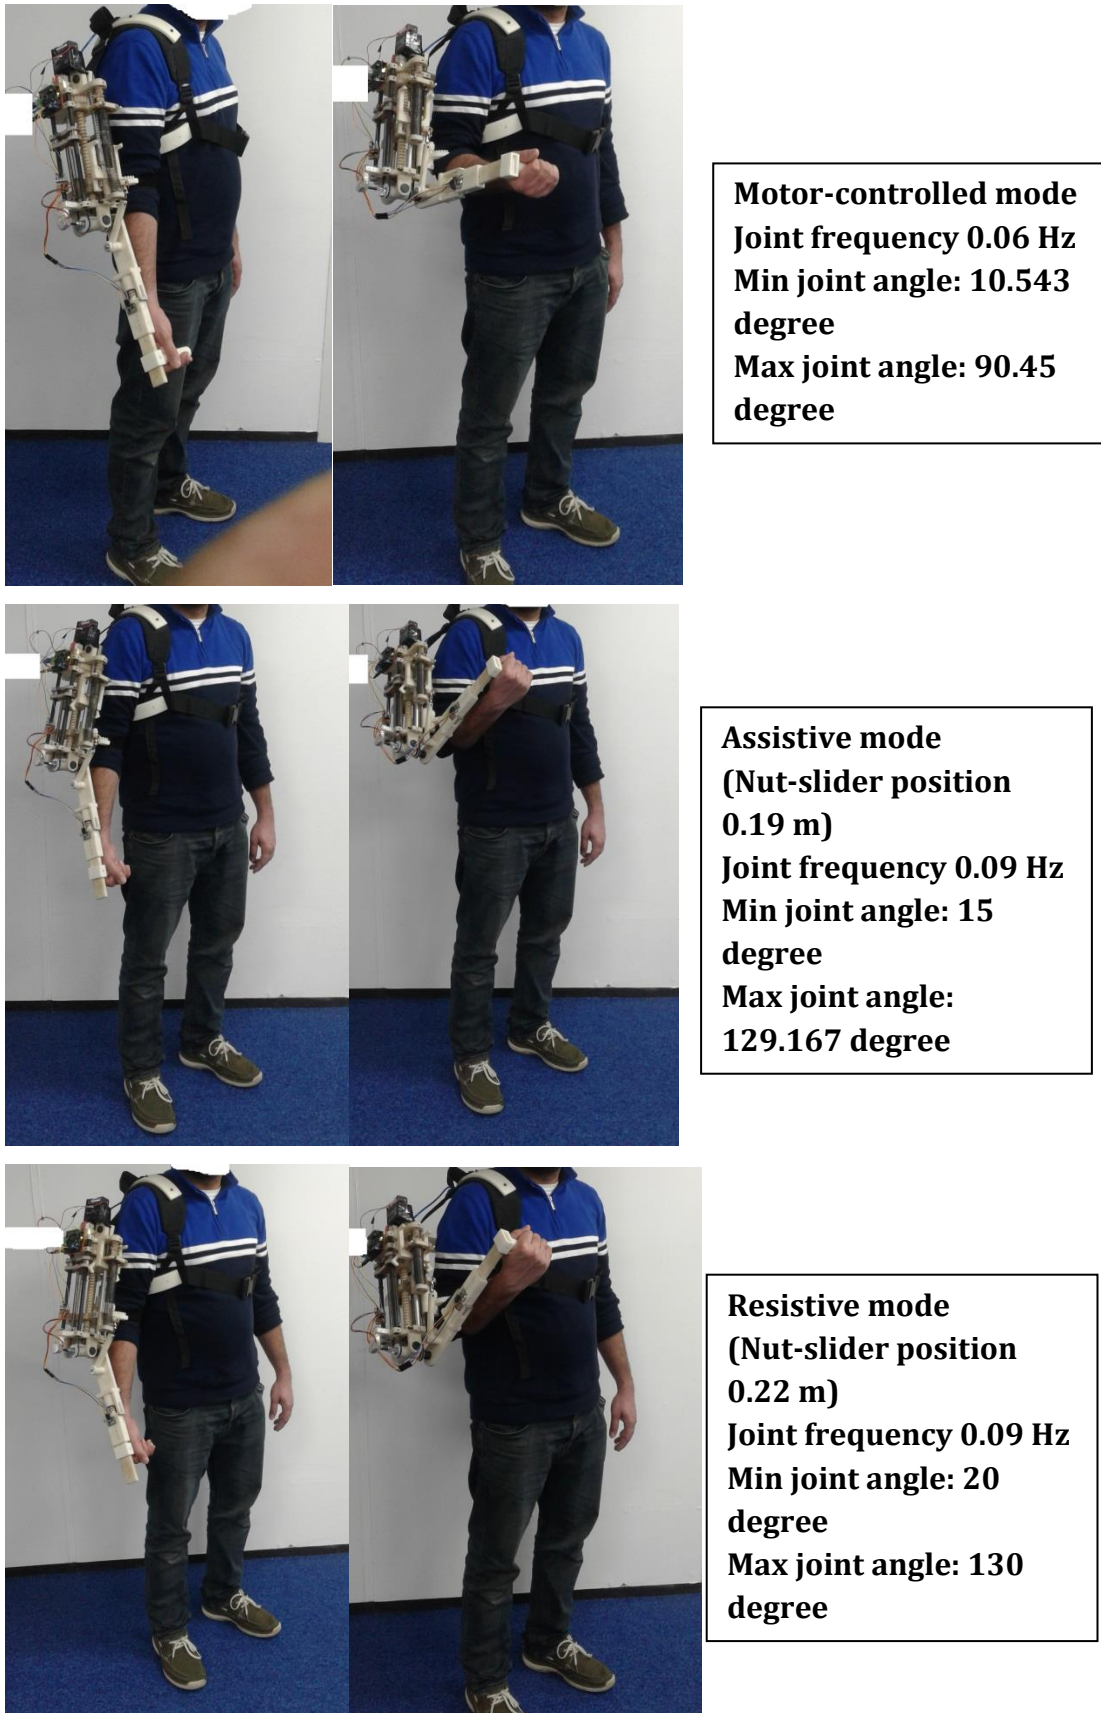 Motor-controlled mode
Joint frequency 0.06 Hz
Min joint angle: 10.543
degree
Max joint angle: 90.45
degree
Assistive mode
(Nut-slider position
0.19 m)
Joint frequency 0.09 Hz
Min joint angle: 15
degree
Max joint angle:
129.167 degree
Resistive mode
(Nut-slider position
0.22 m)
Joint frequency 0.09 Hz
Min joint angle: 20
degree
Max joint angle: 130
degree